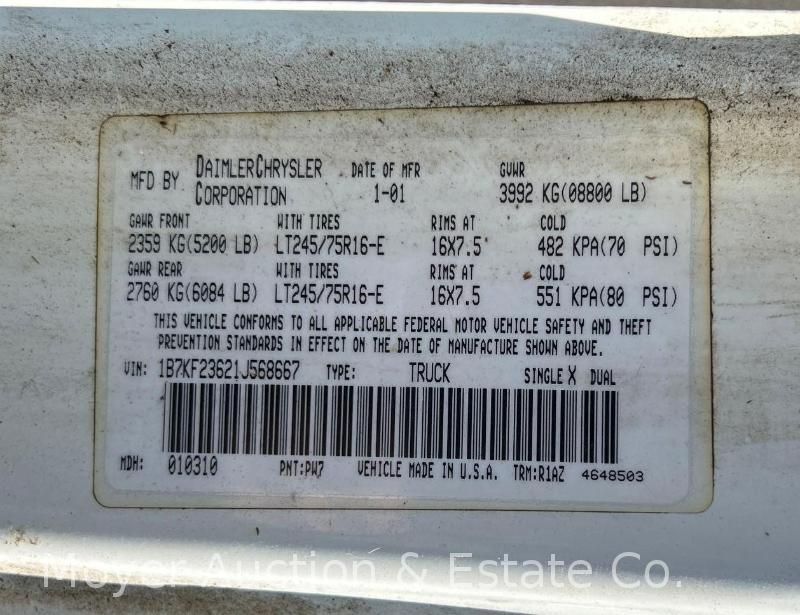 MFD BY DAIMLERCHRYSLER CORPORATION DATE OF MFR 1-01 GVWR 3992 KG(08800 LB)
GAWR FRONT WITH TIRES RIMS AT COLD
2359 KG(5200 LB) LT245/75R16-E 16X7.5 482 KPA(70 PSI)
GAWR REAR WITH TIRES RIMS AT COLD
2760 KG(6084 LB) LT245/75R16-E 16X7.5 551 KPA(80 PSI)
THIS VEHICLE CONFORMS TO ALL APPLICABLE FEDERAL MOTOR VEHICLE SAFETY AND THEFT
PREVENTION STANDARDS IN EFFECT ON THE DATE OF MANUFACTURE SHOWN ABOVE.
VIN: 1B7KF23621J568667 TYPE: TRUCK SINGLE X DUAL
MDH: 010310 PNT:PW7 VEHICLE MADE IN U.S.A. TRM:R1AZ 4648503
Moyer Auction & Estate Co.